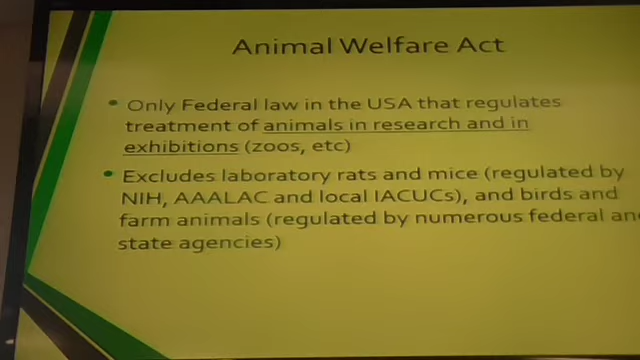 Animal Welfare Act
• Only Federal law in the USA that regulates
treatment of animals in research and in
exhibitions (zoos, etc)
• Excludes laboratory rats and mice (regulated by
NIH, AAALAC and local IACUCs), and birds and
farm animals (regulated by numerous federal and
state agencies)